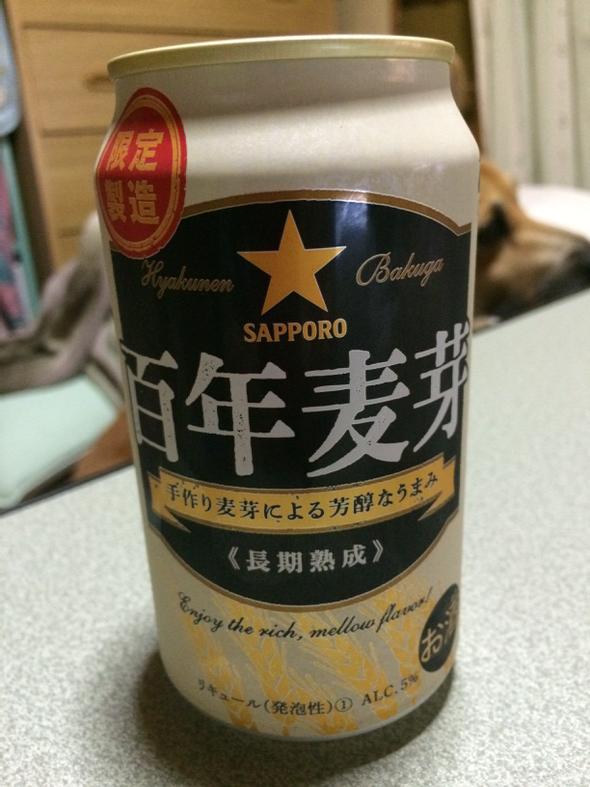 限定
製造
Hyakunen
Bakuga
SAPPORO
百年麦芽
手作り麦芽による芳醇なうまみ
《長期熟成》
Enjoy the rich, mellow flavor!
お酒
リキュール(発泡性)① ALC.5%